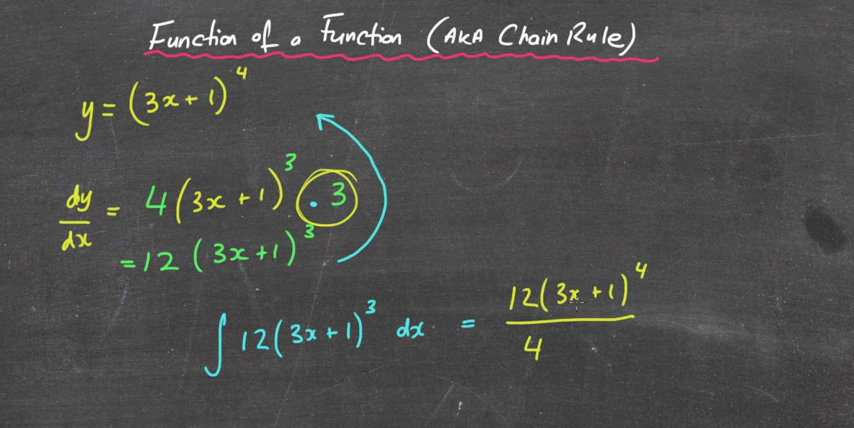 Function of a Function (AKA Chain Rule)
y = (3x + 1)^4
dy/dx = 4(3x + 1)^3 . 3
= 12 (3x + 1)^3
∫ 12(3x + 1)^3 dx = 12(3x + 1)^4 / 4